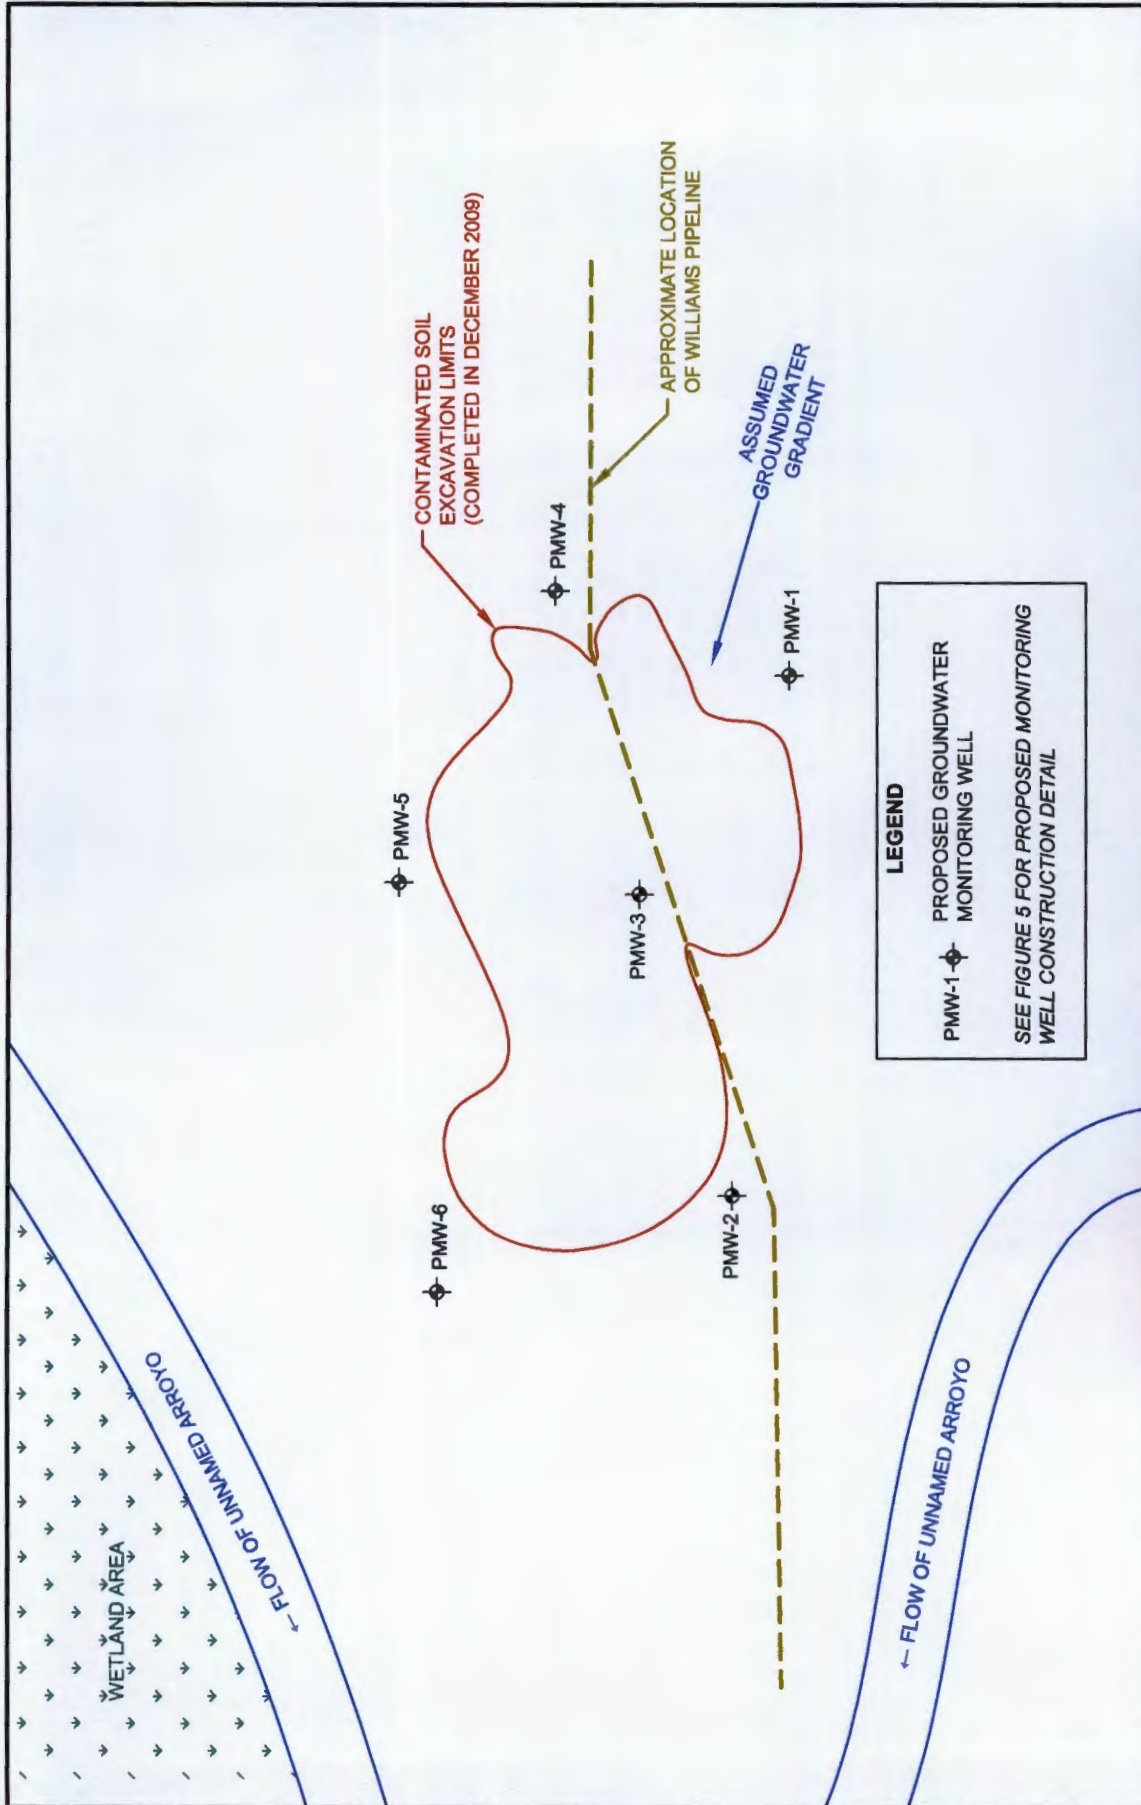 WETLAND AREA
← FLOW OF UNNAMED ARROYO
PMW-6
PMW-5
CONTAMINATED SOIL
EXCAVATION LIMITS
(COMPLETED IN DECEMBER 2009)
PMW-4
PMW-3
APPROXIMATE LOCATION
OF WILLIAMS PIPELINE
PMW-2
ASSUMED
GROUNDWATER
GRADIENT
PMW-1
← FLOW OF UNNAMED ARROYO
LEGEND
PMW-1 PROPOSED GROUNDWATER
MONITORING WELL
SEE FIGURE 5 FOR PROPOSED MONITORING
WELL CONSTRUCTION DETAIL